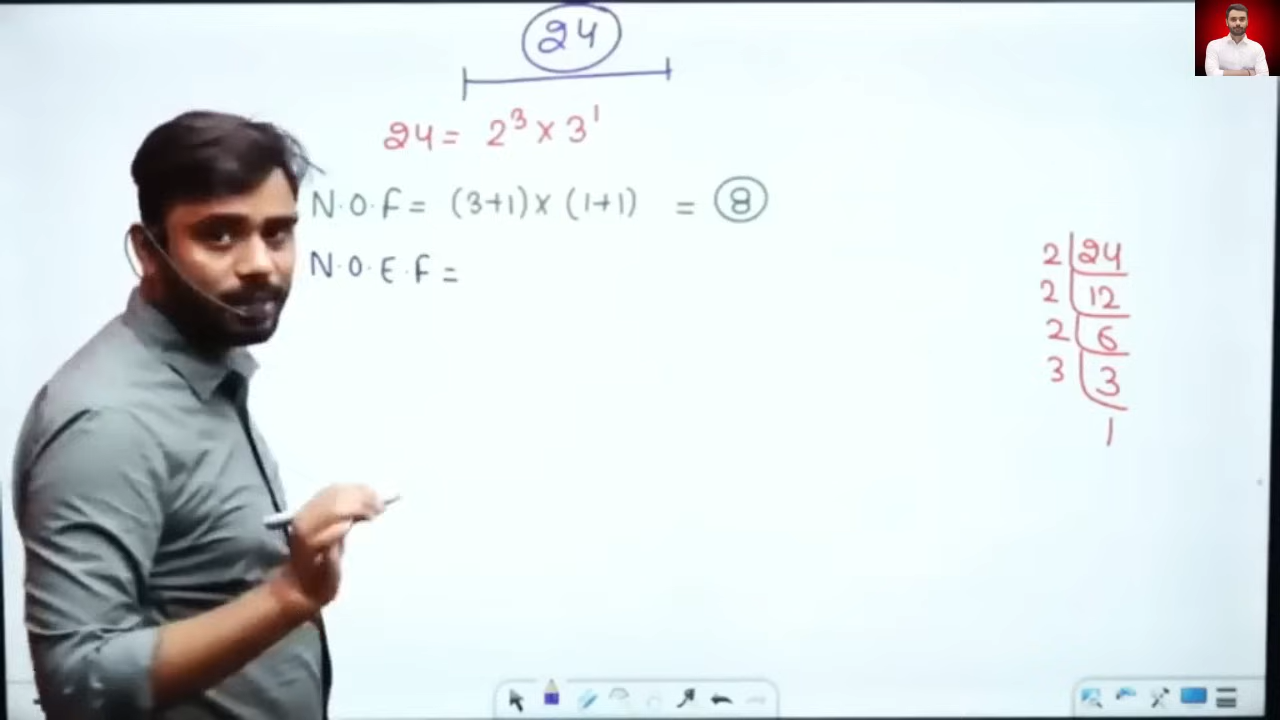 24
24 = 2³ × 3¹
N.O.F = (3+1) × (1+1) = 8
N.O.E.F =
2 | 24
2 | 12
2 | 6
3 | 3
1